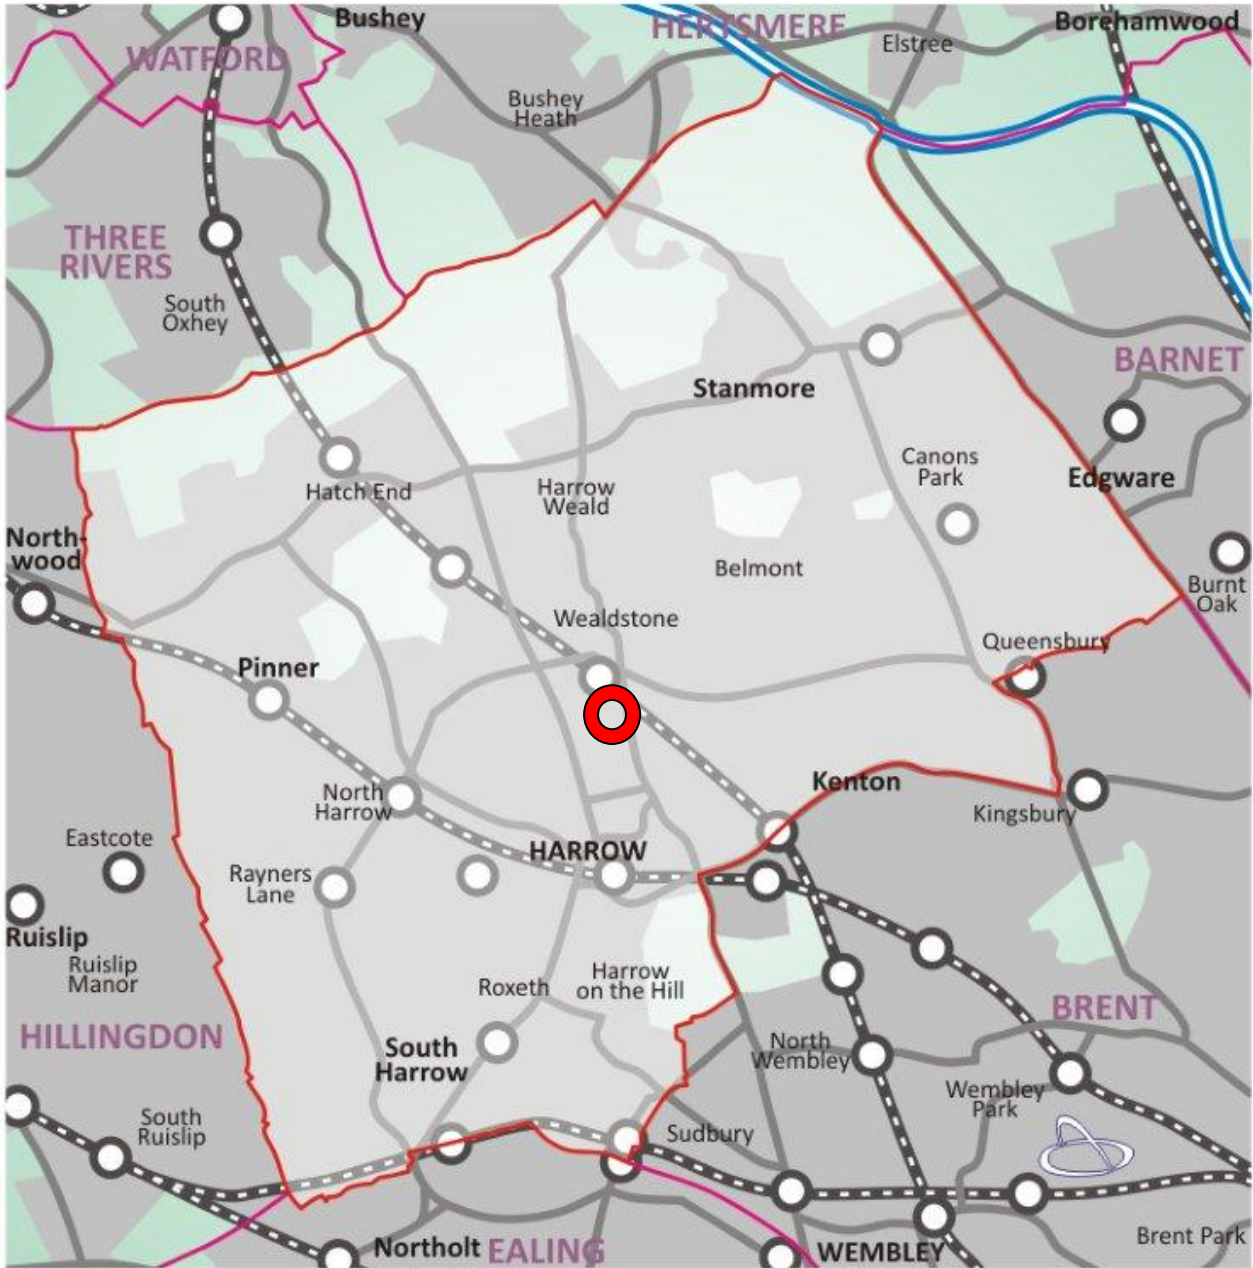 Bushey
HERTSMERE
Borehamwood
Elstree
WATFORD
Bushey
Heath
THREE
RIVERS
South
Oxhey
BARNET
Stanmore
Canons
Park
Edgware
Hatch End
Harrow
Weald
North-
wood
Belmont
Burnt
Oak
Wealdstone
Queensbury
Pinner
Kenton
North
Harrow
Kingsbury
Eastcote
HARROW
Rayners
Lane
Ruislip
Ruislip
Manor
Harrow
on the Hill
Roxeth
BRENT
HILLINGDON
South
Harrow
North
Wembley
Wembley
Park
South
Ruislip
Sudbury
Brent Park
Northolt
EALING
WEMBLEY